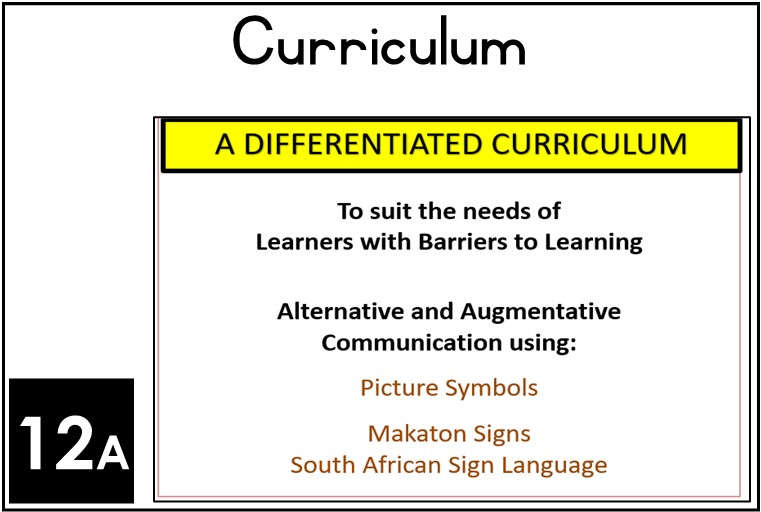 Curriculum
A DIFFERENTIATED CURRICULUM
To suit the needs of
Learners with Barriers to Learning
Alternative and Augmentative
Communication using:
Picture Symbols
Makaton Signs
South African Sign Language
12A